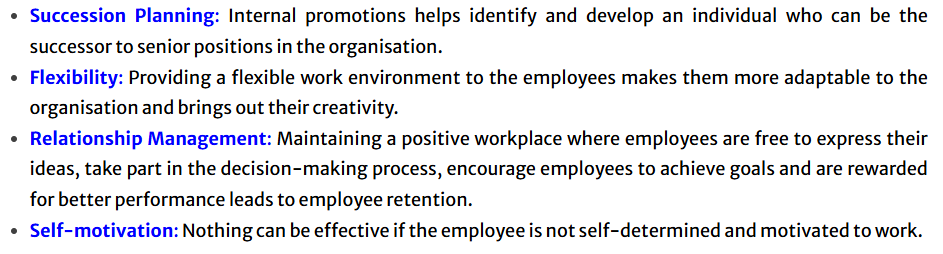 • Succession Planning: Internal promotions helps identify and develop an individual who can be the
successor to senior positions in the organisation.
• Flexibility: Providing a flexible work environment to the employees makes them more adaptable to the
organisation and brings out their creativity.
• Relationship Management: Maintaining a positive workplace where employees are free to express their
ideas, take part in the decision-making process, encourage employees to achieve goals and are rewarded
for better performance leads to employee retention.
• Self-motivation: Nothing can be effective if the employee is not self-determined and motivated to work.